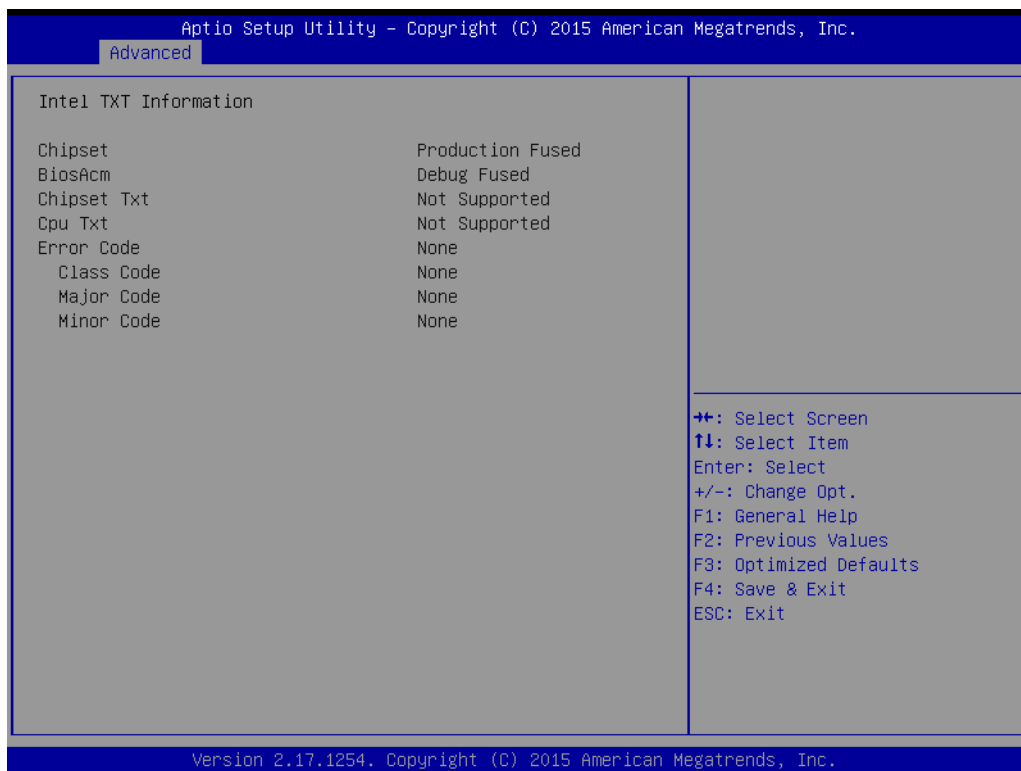 Aptio Setup Utility – Copyright (C) 2015 American Megatrends, Inc.
Advanced
Intel TXT Information
Chipset Production Fused
BiosAcm Debug Fused
Chipset Txt Not Supported
Cpu Txt Not Supported
Error Code None
Class Code None
Major Code None
Minor Code None
→←: Select Screen
↑↓: Select Item
Enter: Select
+/-: Change Opt.
F1: General Help
F2: Previous Values
F3: Optimized Defaults
F4: Save & Exit
ESC: Exit
Version 2.17.1254. Copyright (C) 2015 American Megatrends, Inc.